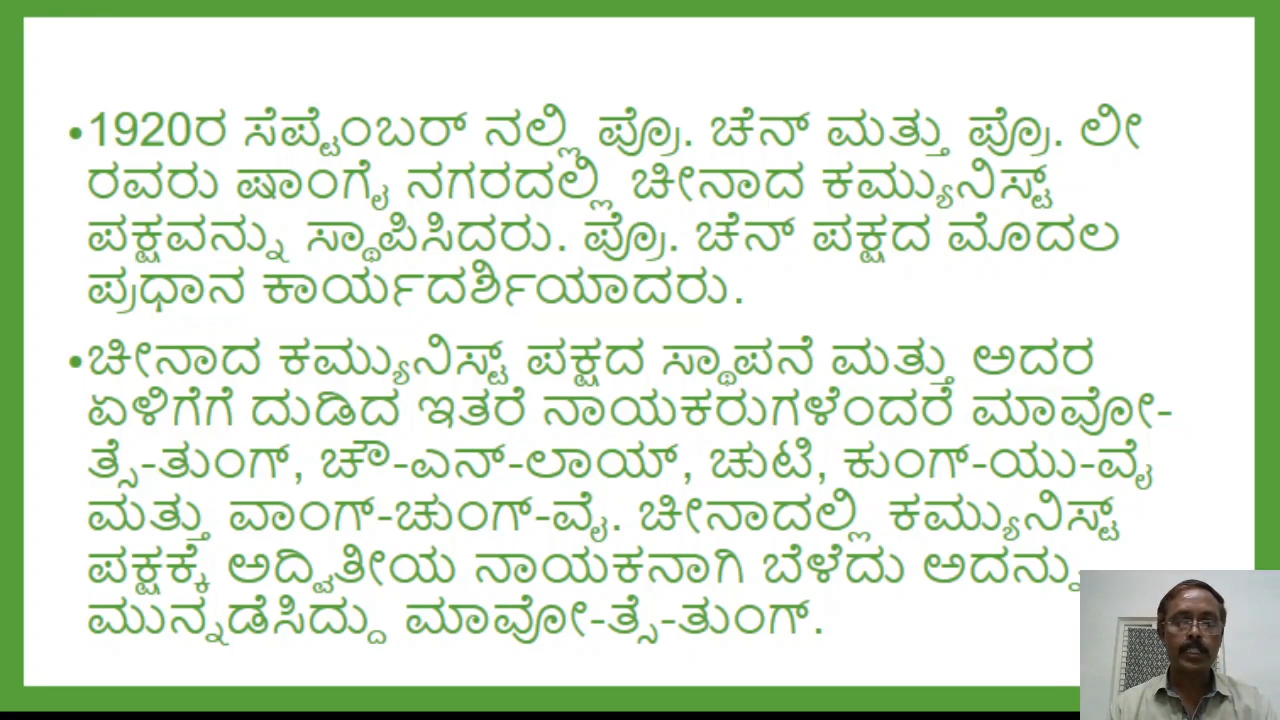 •1920ರ ಸೆಪ್ಟೆಂಬರ್ ನಲ್ಲಿ ಪ್ರೊ. ಚೆನ್ ಮತ್ತು ಪ್ರೊ. ಲೀ
ರವರು ಷಾಂಗೈ ನಗರದಲ್ಲಿ ಚೀನಾದ ಕಮ್ಯುನಿಸ್ಟ್
ಪಕ್ಷವನ್ನು ಸ್ಥಾಪಿಸಿದರು. ಪ್ರೊ. ಚೆನ್ ಪಕ್ಷದ ಮೊದಲ
ಪ್ರಧಾನ ಕಾರ್ಯದರ್ಶಿಯಾದರು.
•ಚೀನಾದ ಕಮ್ಯುನಿಸ್ಟ್ ಪಕ್ಷದ ಸ್ಥಾಪನೆ ಮತ್ತು ಅದರ
ಏಳಿಗೆಗೆ ದುಡಿದ ಇತರೆ ನಾಯಕರುಗಳೆಂದರೆ ಮಾವೋ-
ತ್ಸೆ-ತುಂಗ್, ಚೌ-ಎನ್-ಲಾಯ್, ಚುಟಿ, ಕುಂಗ್-ಯು-ವೈ
ಮತ್ತು ವಾಂಗ್-ಚುಂಗ್-ವೈ. ಚೀನಾದಲ್ಲಿ ಕಮ್ಯುನಿಸ್ಟ್
ಪಕ್ಷಕ್ಕೆ ಅದ್ವಿತೀಯ ನಾಯಕನಾಗಿ ಬೆಳೆದು ಅದನ್ನು
ಮುನ್ನಡೆಸಿದ್ದು ಮಾವೋ-ತ್ಸೆ-ತುಂಗ್.